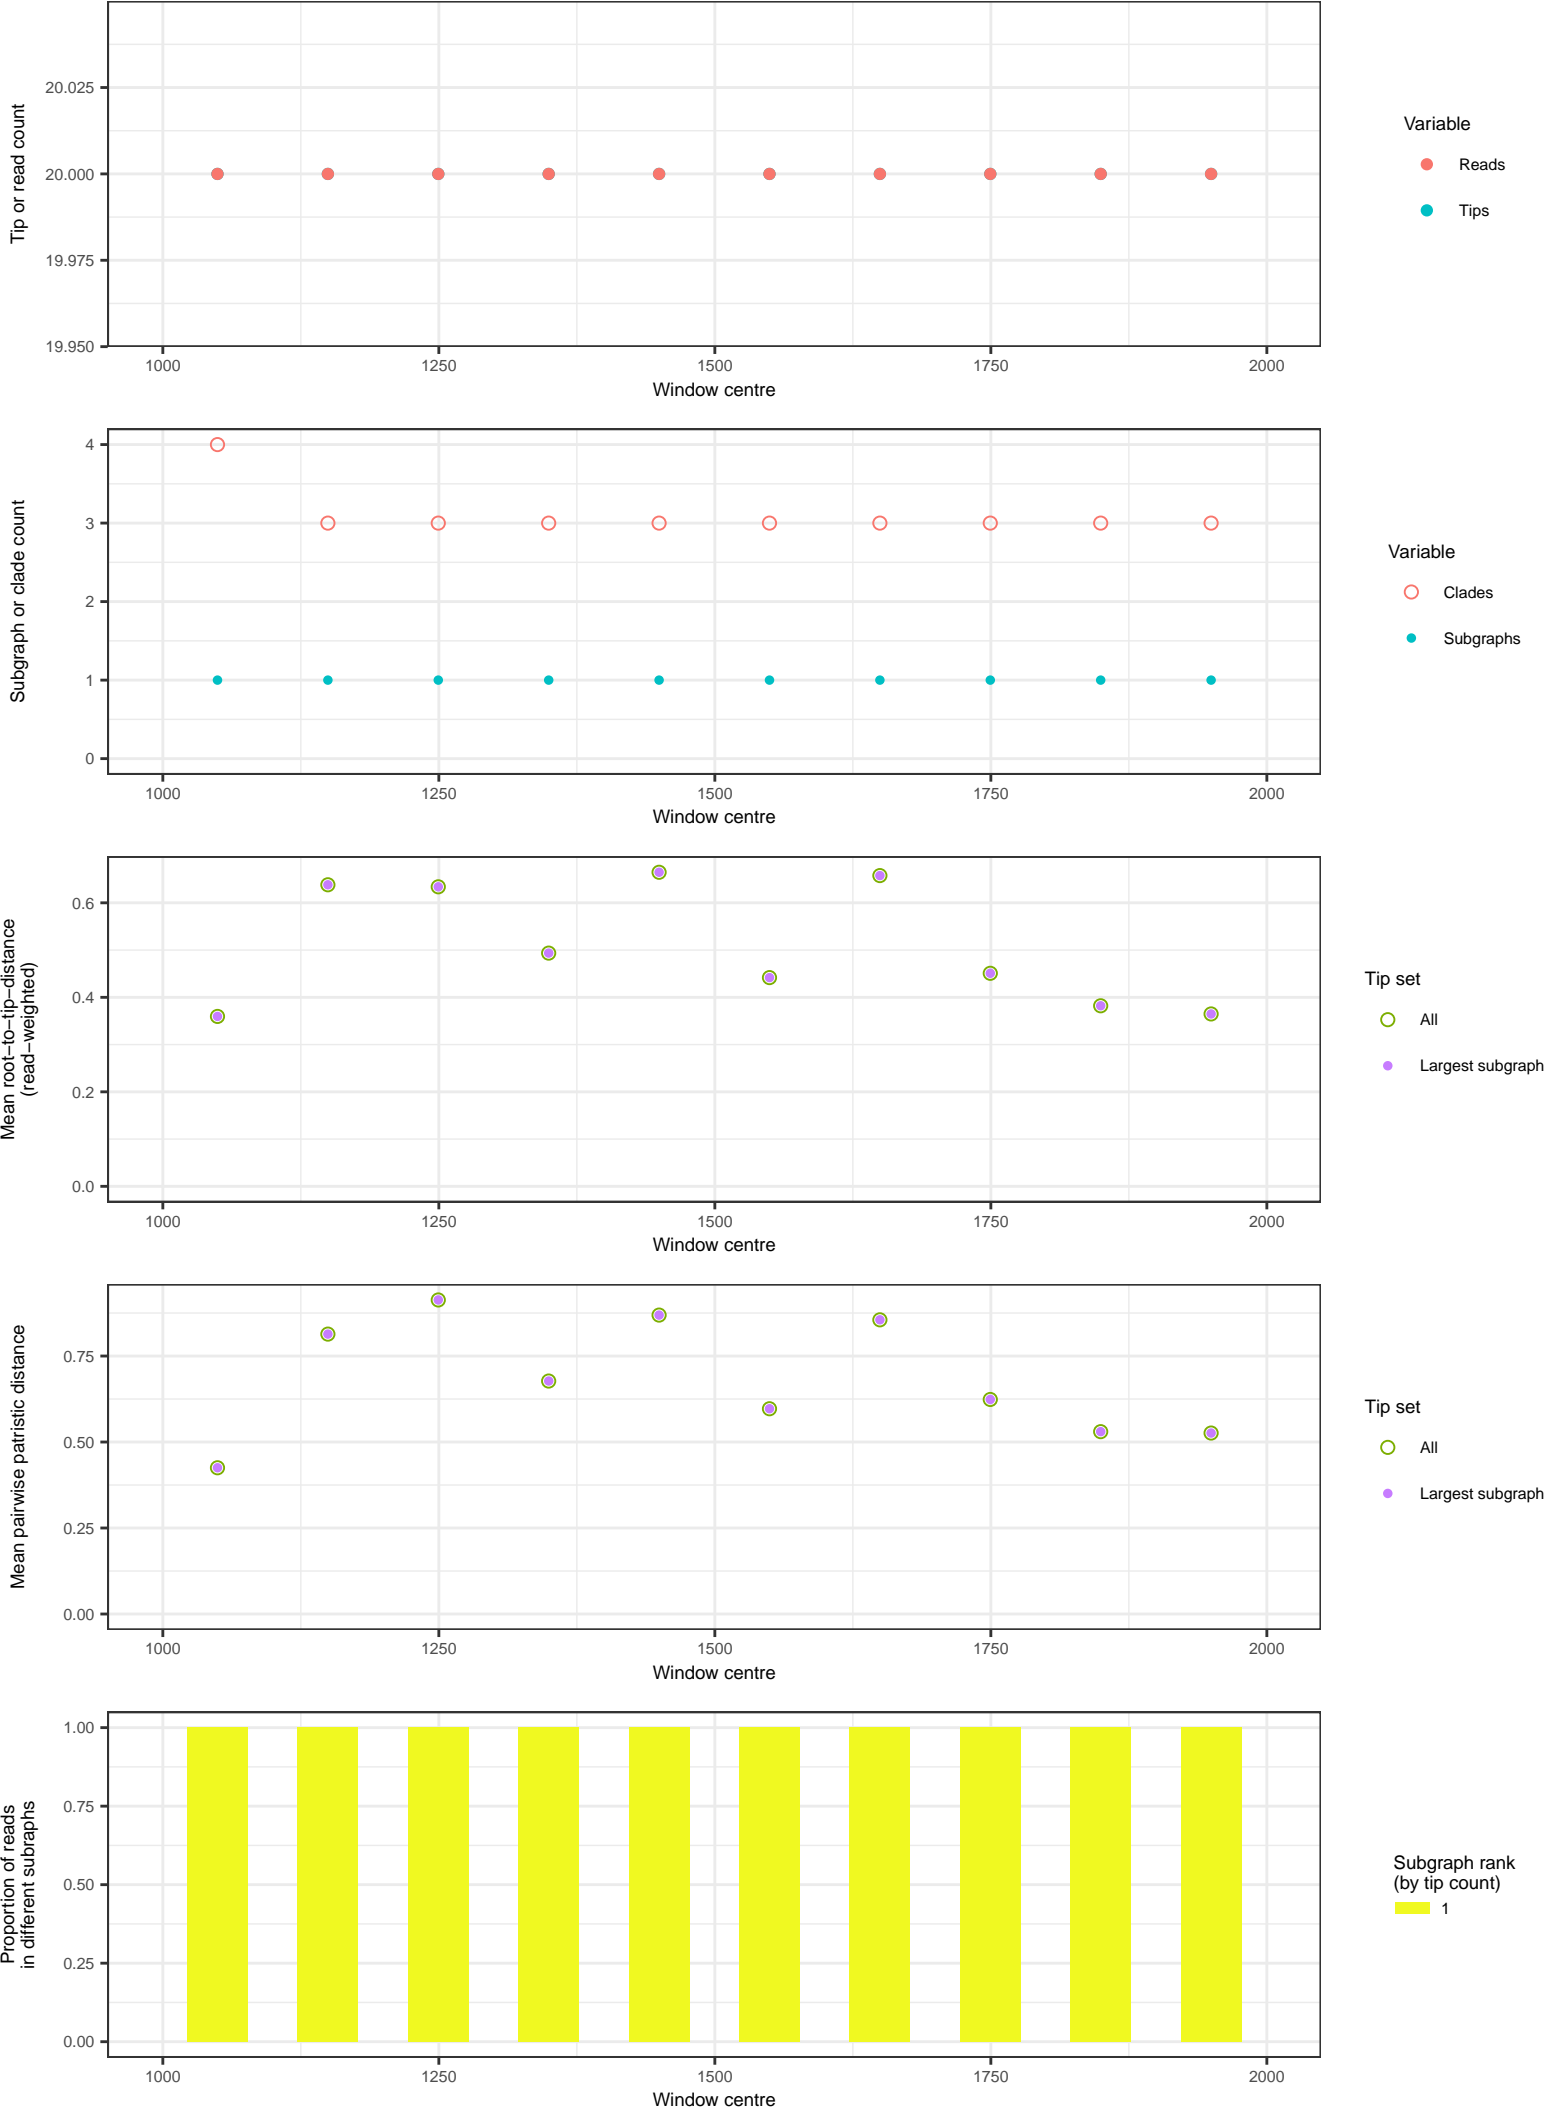 20.025
20.000
19.975
19.950
Tip or read count
1000 1250 1500 1750 2000
Window centre
Variable
Reads
Tips
4
3
2
1
0
Subgraph or clade count
1000 1250 1500 1750 2000
Window centre
Variable
Clades
Subgraphs
0.6
0.4
0.2
0.0
Mean root−to−tip−distance
(read−weighted)
1000 1250 1500 1750 2000
Window centre
Tip set
All
Largest subgraph
0.75
0.50
0.25
0.00
Mean pairwise patristic distance
1000 1250 1500 1750 2000
Window centre
Tip set
All
Largest subgraph
1.00
0.75
0.50
0.25
0.00
Proportion of reads
in different subraphs
1000 1250 1500 1750 2000
Window centre
Subgraph rank
(by tip count)
1